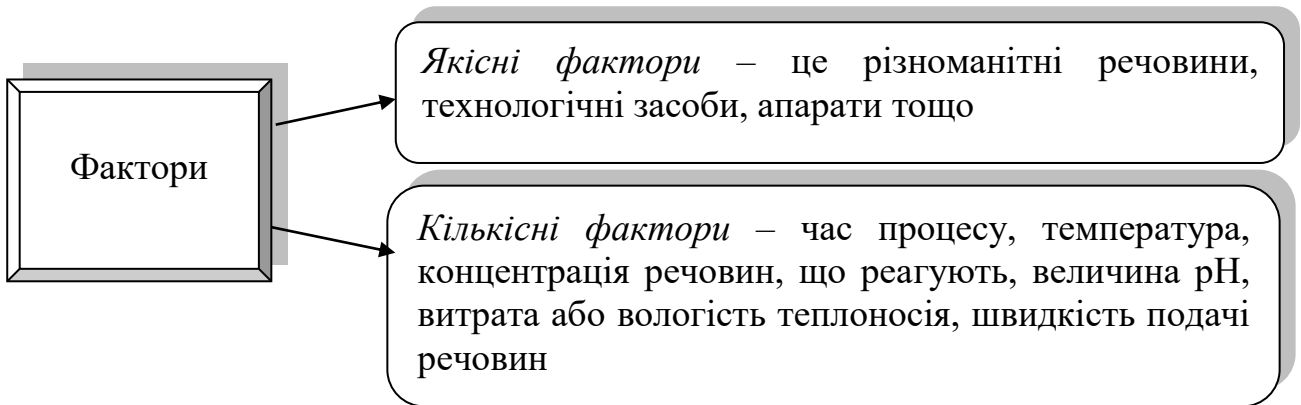 Фактори
Якісні фактори – це різноманітні речовини,
технологічні засоби, апарати тощо
Кількісні фактори – час процесу, температура,
концентрація речовин, що реагують, величина рН,
витрата або вологість теплоносія, швидкість подачі
речовин